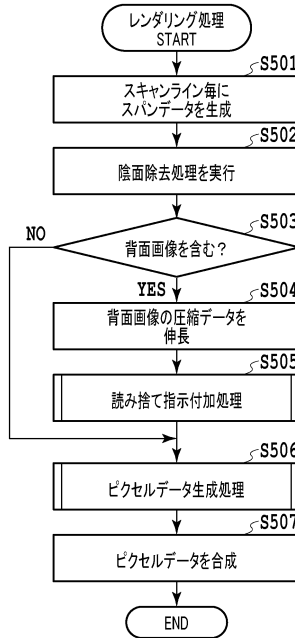 レンダリング処理
START
S501
スキャンライン毎に
スパンデータを生成
S502
陰面除去処理を実行
S503
背面画像を含む?
NO
YES
S504
背面画像の圧縮データを
伸長
S505
読み捨て指示付加処理
S506
ピクセルデータ生成処理
S507
ピクセルデータを合成
END